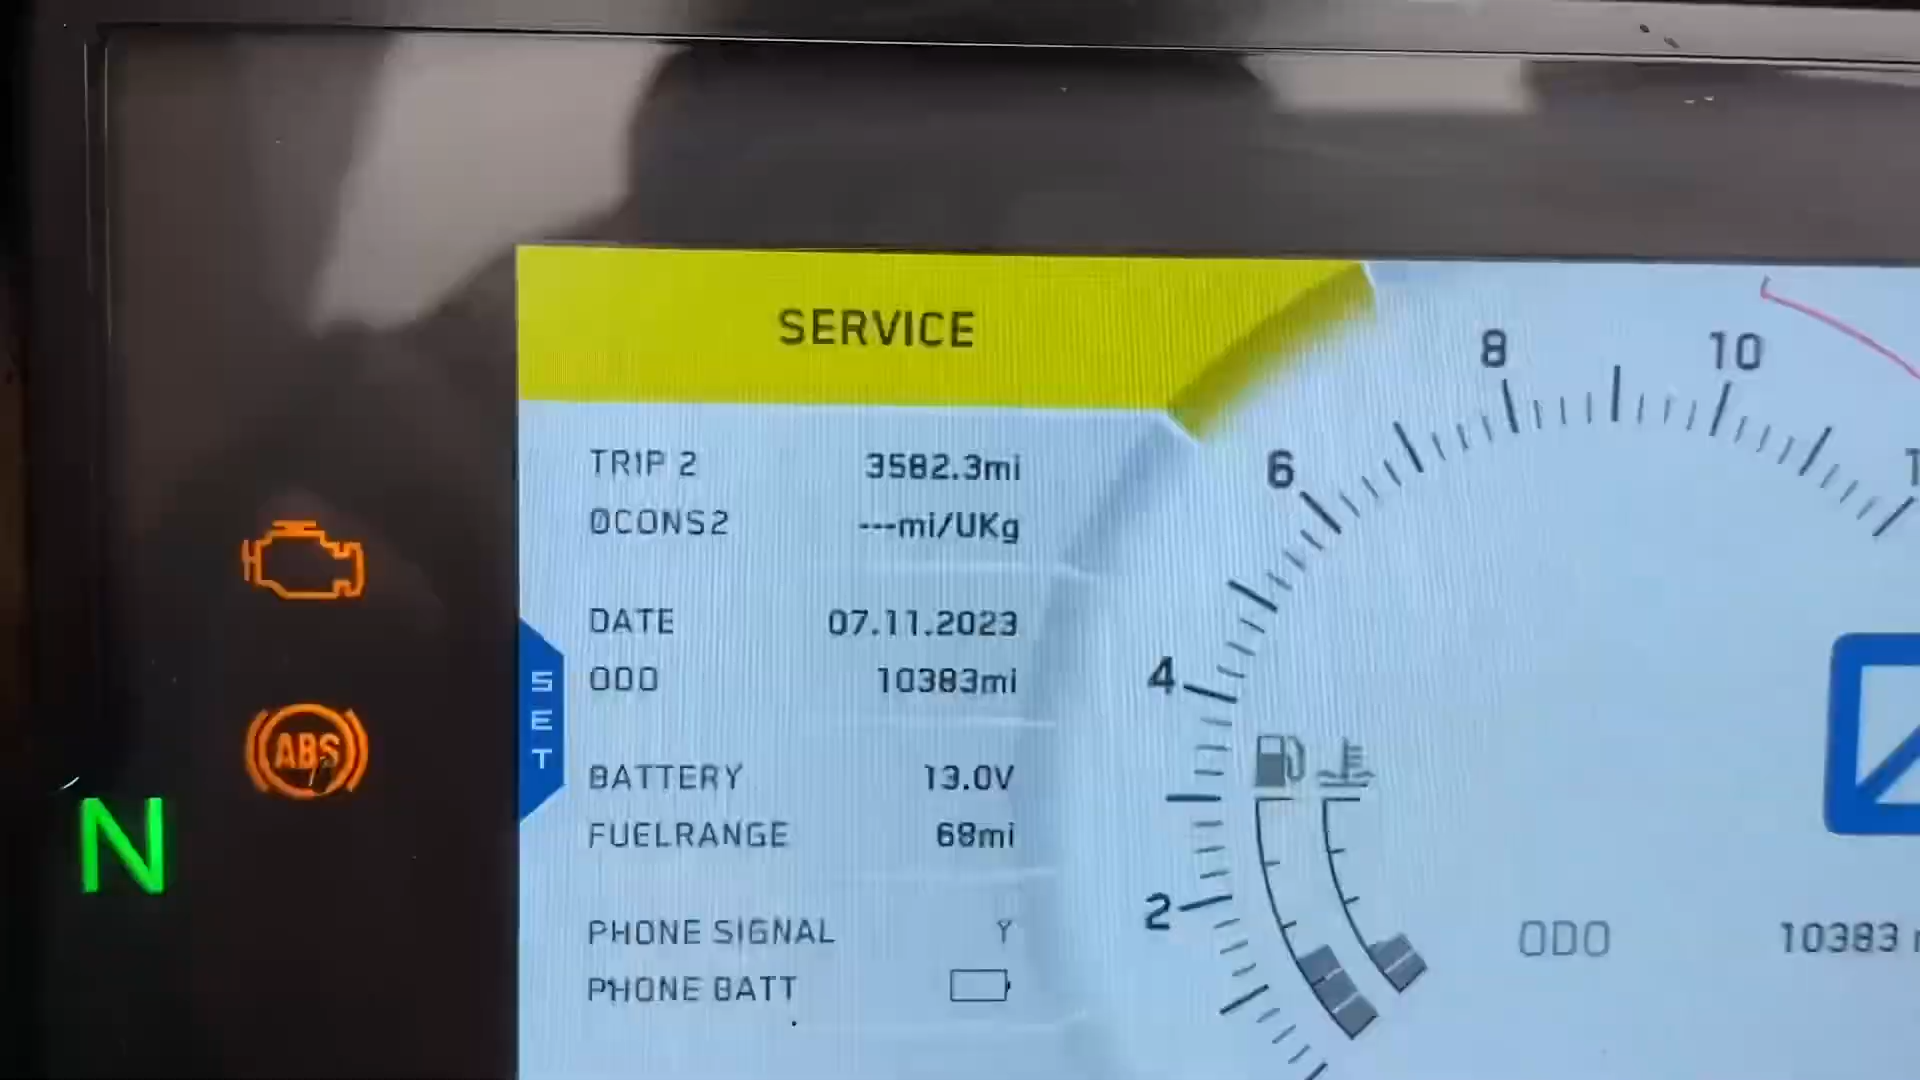 SERVICE
TRIP 2 3582.3mi
ØCONS2 ---mi/UKg
DATE 07.11.2023
ODO 10383mi
BATTERY 13.0V
FUELRANGE 68mi
PHONE SIGNAL
PHONE BATT
SET
ABS
N
2
4
6
8
10
ODO 10383